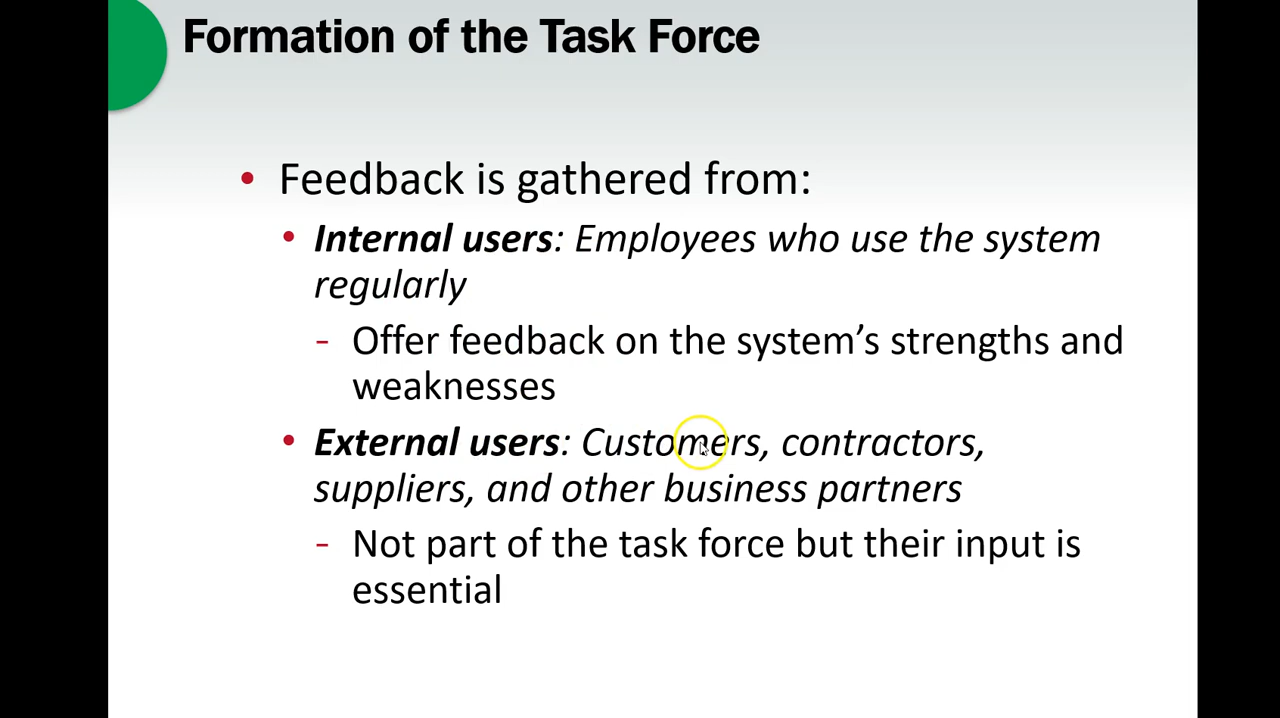 Formation of the Task Force
• Feedback is gathered from:
• Internal users: Employees who use the system
regularly
- Offer feedback on the system’s strengths and
weaknesses
• External users: Customers, contractors,
suppliers, and other business partners
- Not part of the task force but their input is
essential